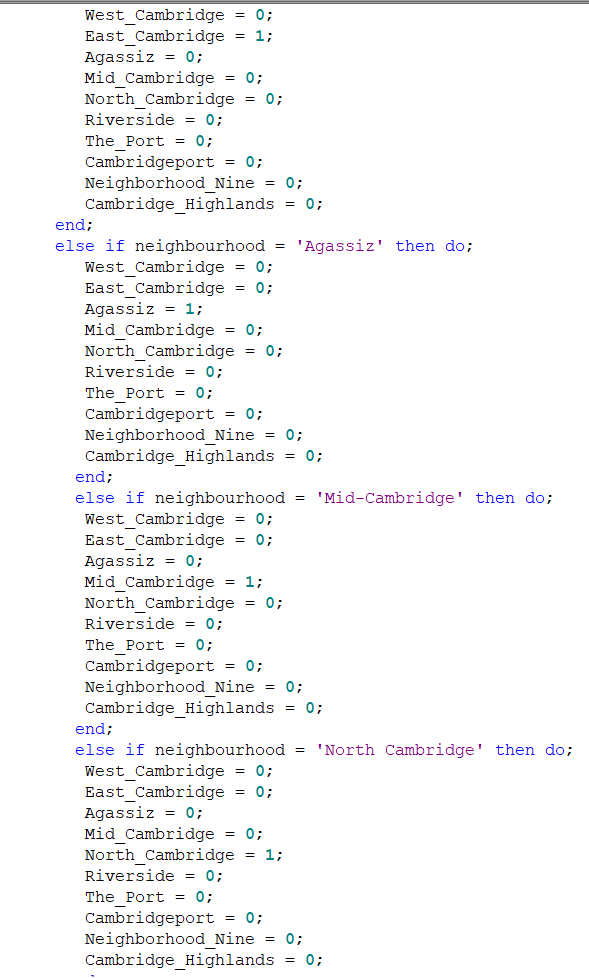 West_Cambridge = 0;
East_Cambridge = 1;
Agassiz = 0;
Mid_Cambridge = 0;
North_Cambridge = 0;
Riverside = 0;
The_Port = 0;
Cambridgeport = 0;
Neighborhood_Nine = 0;
Cambridge_Highlands = 0;
end;
else if neighbourhood = 'Agassiz' then do;
West_Cambridge = 0;
East_Cambridge = 0;
Agassiz = 1;
Mid_Cambridge = 0;
North_Cambridge = 0;
Riverside = 0;
The_Port = 0;
Cambridgeport = 0;
Neighborhood_Nine = 0;
Cambridge_Highlands = 0;
end;
else if neighbourhood = 'Mid-Cambridge' then do;
West_Cambridge = 0;
East_Cambridge = 0;
Agassiz = 0;
Mid_Cambridge = 1;
North_Cambridge = 0;
Riverside = 0;
The_Port = 0;
Cambridgeport = 0;
Neighborhood_Nine = 0;
Cambridge_Highlands = 0;
end;
else if neighbourhood = 'North Cambridge' then do;
West_Cambridge = 0;
East_Cambridge = 0;
Agassiz = 0;
Mid_Cambridge = 0;
North_Cambridge = 1;
Riverside = 0;
The_Port = 0;
Cambridgeport = 0;
Neighborhood_Nine = 0;
Cambridge_Highlands = 0;